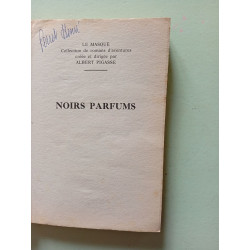 LE MASQUE
Collection de romans d'aventures
créée et dirigée par
ALBERT PIGASSE
NOIRS PARFUMS